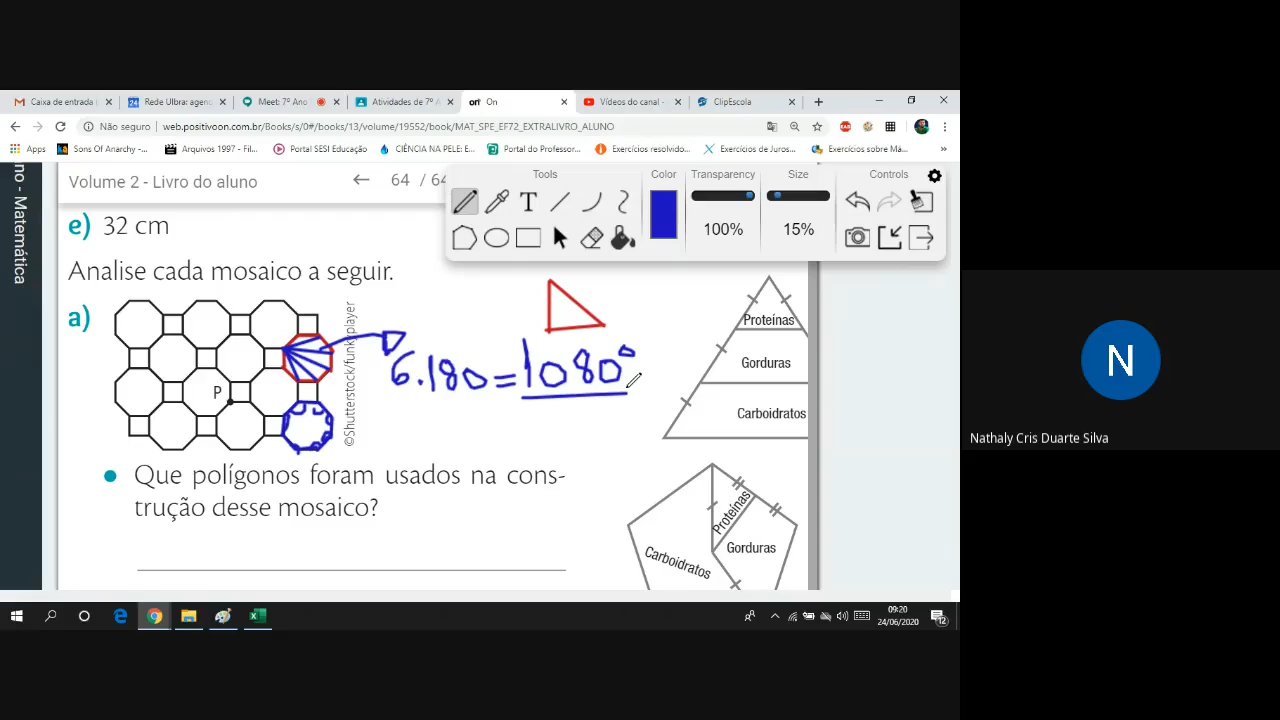 Caixa de entrada
Rede Ulbra: agen
Meet: 7º Ano
Atividades de 7º A
On
Vídeos do canal -
ClipEscola
Não seguro
web.positivoon.com.br/Books/s/0#/books/13/volume/19552/book/MAT_SPE_EF72_EXTRALIVRO_ALUNO
Apps
Sons Of Anarchy -...
Arquivos 1997 - Fil...
Portal SESI Educação
CIÊNCIA NA PELE: E...
Portal do Professor...
Exercícios resolvido...
Exercícios de Juros...
Exercícios sobre Ma...
no - Matemática
Volume 2 - Livro do aluno
64 / 64
Tools
Color
Transparency
Size
Controls
100%
15%
e) 32 cm
Analise cada mosaico a seguir.
a)
P
©Shutterstock/funkyplayer
6.180=1080°
Proteínas
Gorduras
Carboidratos
• Que polígonos foram usados na cons-
trução desse mosaico?
Proteínas
Gorduras
Carboidratos
09:20
24/06/2020
12
N
Nathaly Cris Duarte Silva